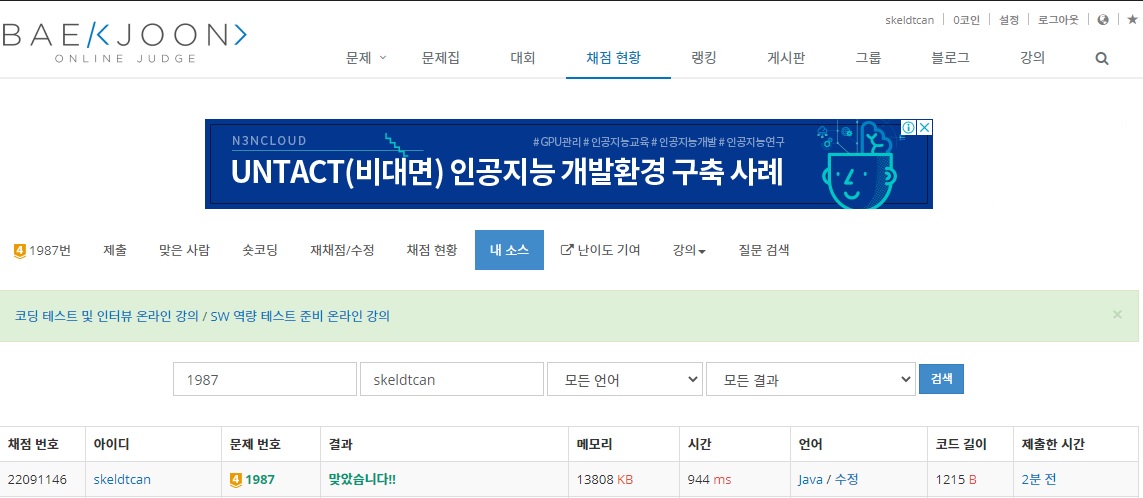 skeldtcan 0코인 설정 로그아웃
BAEKJOON
ONLINE JUDGE
문제 문제집 대회 채점 현황 랭킹 게시판 그룹 블로그 강의
N3NCLOUD #GPU관리 #인공지능교육 #인공지능개발 #인공지능연구
UNTACT(비대면) 인공지능 개발환경 구축 사례
4 1987번 제출 맞은 사람 숏코딩 재채점/수정 채점 현황 내 소스 난이도 기여 강의 질문 검색
코딩 테스트 및 인터뷰 온라인 강의 / SW 역량 테스트 준비 온라인 강의 ×
1987 skeldtcan 모든 언어 모든 결과 검색
채점 번호 아이디 문제 번호 결과 메모리 시간 언어 코드 길이 제출한 시간
22091146 skeldtcan 4 1987 맞았습니다!! 13808 KB 944 ms Java / 수정 1215 B 2분 전